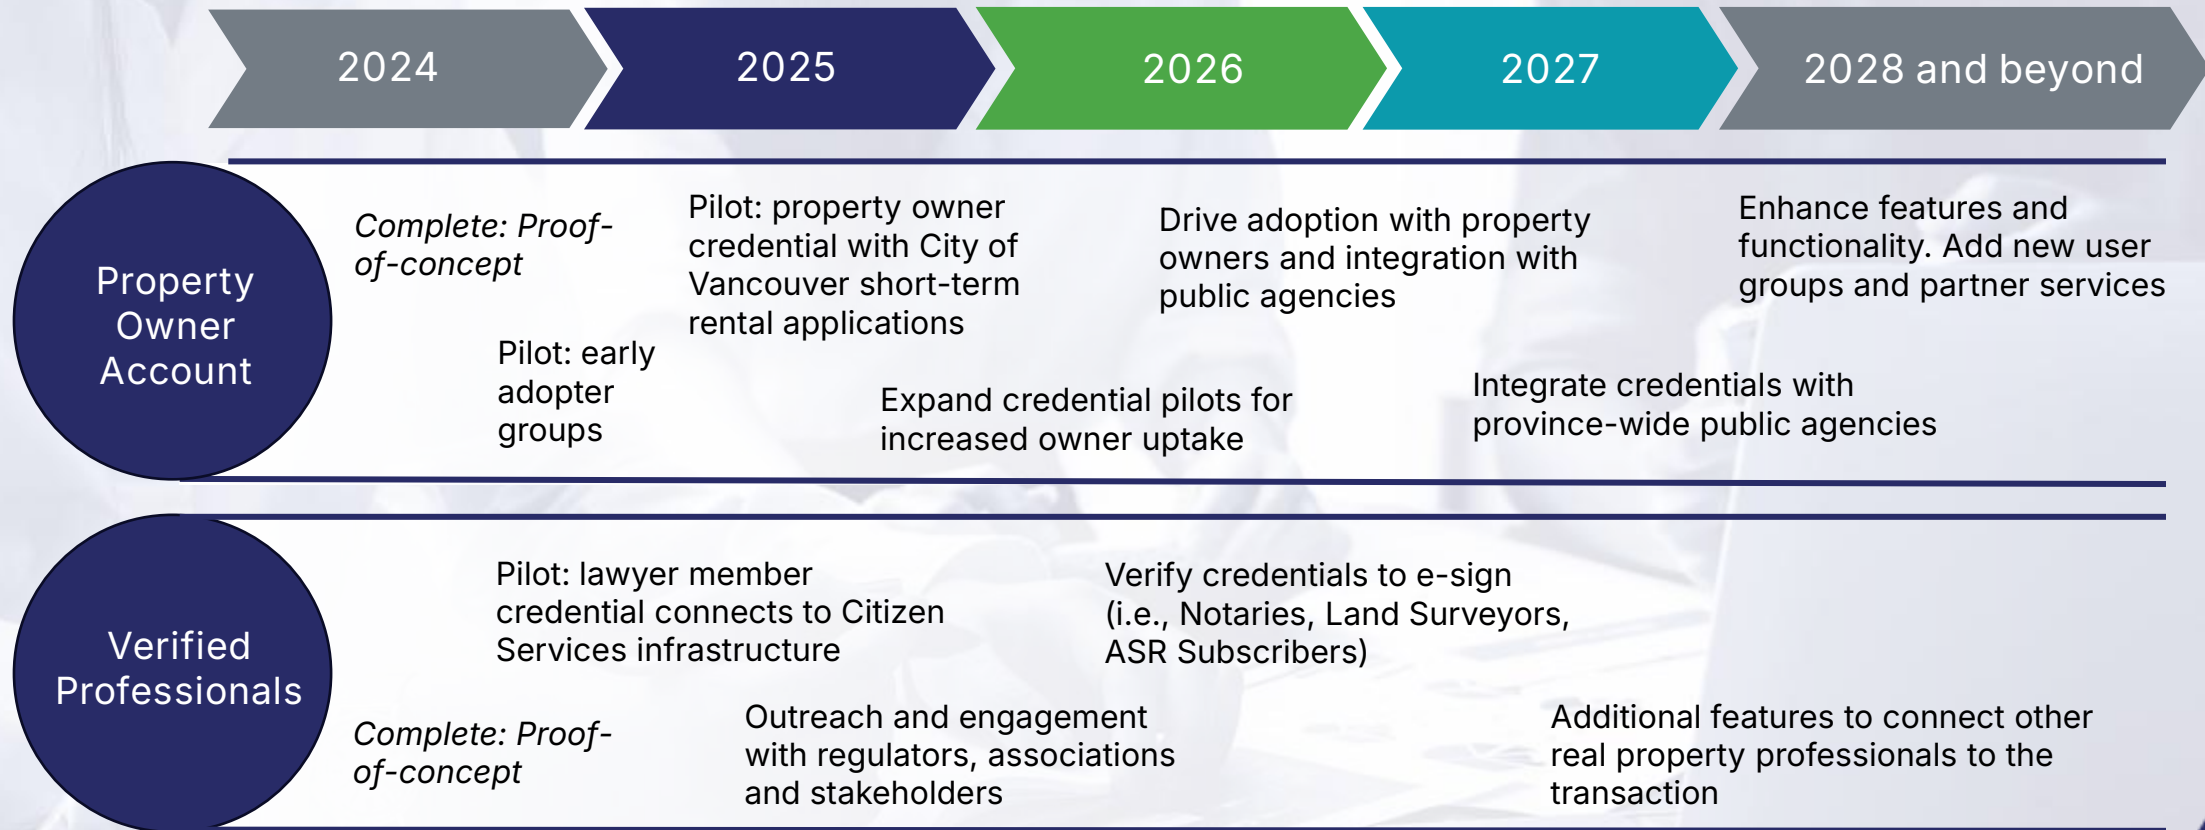 2024
2025
2026
2027
2028 and beyond
Property
Owner
Account
Complete: Proof-
of-concept
Pilot: early
adopter
groups
Pilot: property owner
credential with City of
Vancouver short-term
rental applications
Expand credential pilots for
increased owner uptake
Drive adoption with property
owners and integration with
public agencies
Integrate credentials with
province-wide public agencies
Enhance features and
functionality. Add new user
groups and partner services
Verified
Professionals
Complete: Proof-
of-concept
Pilot: lawyer member
credential connects to Citizen
Services infrastructure
Outreach and engagement
with regulators, associations
and stakeholders
Verify credentials to e-sign
(i.e., Notaries, Land Surveyors,
ASR Subscribers)
Additional features to connect other
real property professionals to the
transaction